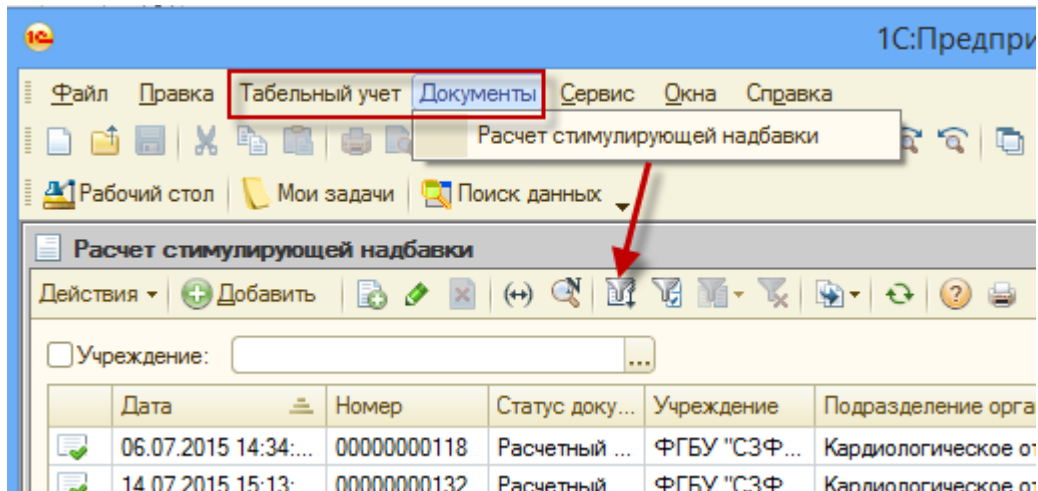 1С:Предпри
Файл Правка Табельный учет Документы Сервис Окна Справка
Расчет стимулирующей надбавки
Рабочий стол Мои задачи Поиск данных
Расчет стимулирующей надбавки
Действия Добавить
Учреждение: ...
Дата Номер Статус доку... Учреждение Подразделение орга
06.07.2015 14:34:... 00000000118 Расчетный ... ФГБУ "СЗФ... Кардиологическое от
14.07.2015 15:13: 00000000132 Расчетный ФГБУ "СЗФ Кардиологическое от